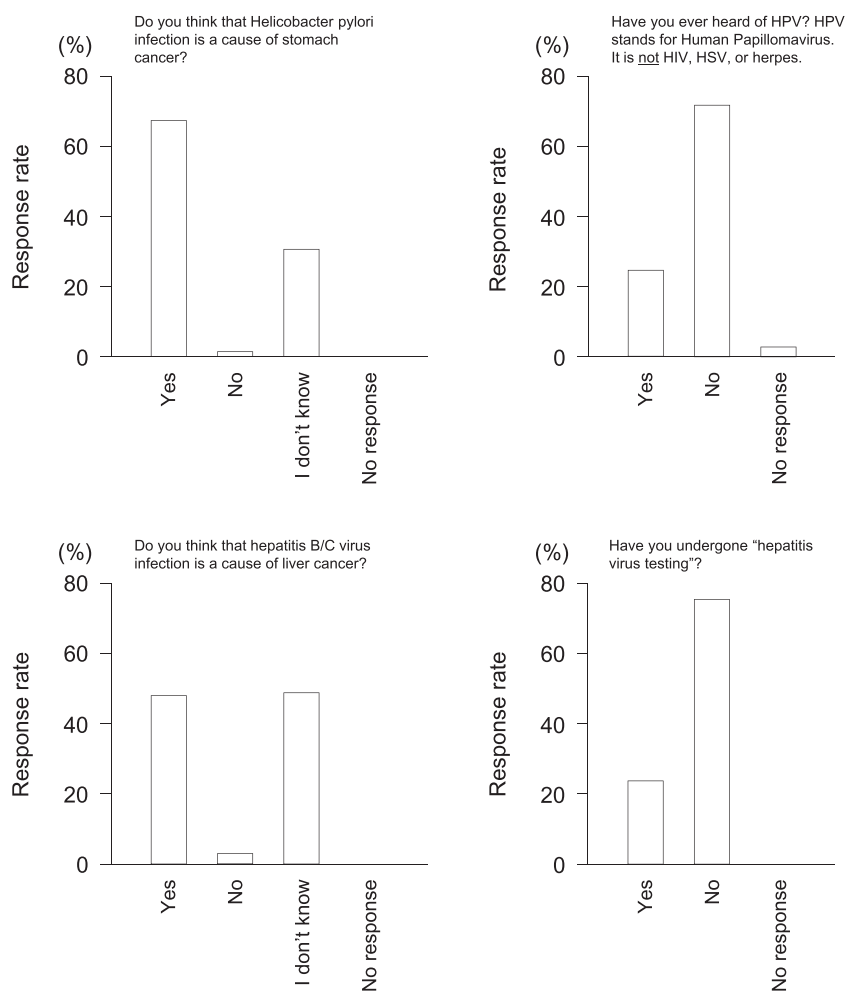 Do you think that Helicobacter pylori
infection is a cause of stomach
cancer?
(%)
80
60
40
20
0
Response rate
Yes
No
I don't know
No response
Have you ever heard of HPV? HPV
stands for Human Papillomavirus.
It is not HIV, HSV, or herpes.
(%)
80
60
40
20
0
Response rate
Yes
No
No response
Do you think that hepatitis B/C virus
infection is a cause of liver cancer?
(%)
80
60
40
20
0
Response rate
Yes
No
I don't know
No response
Have you undergone “hepatitis
virus testing”?
(%)
80
60
40
20
0
Response rate
Yes
No
No response